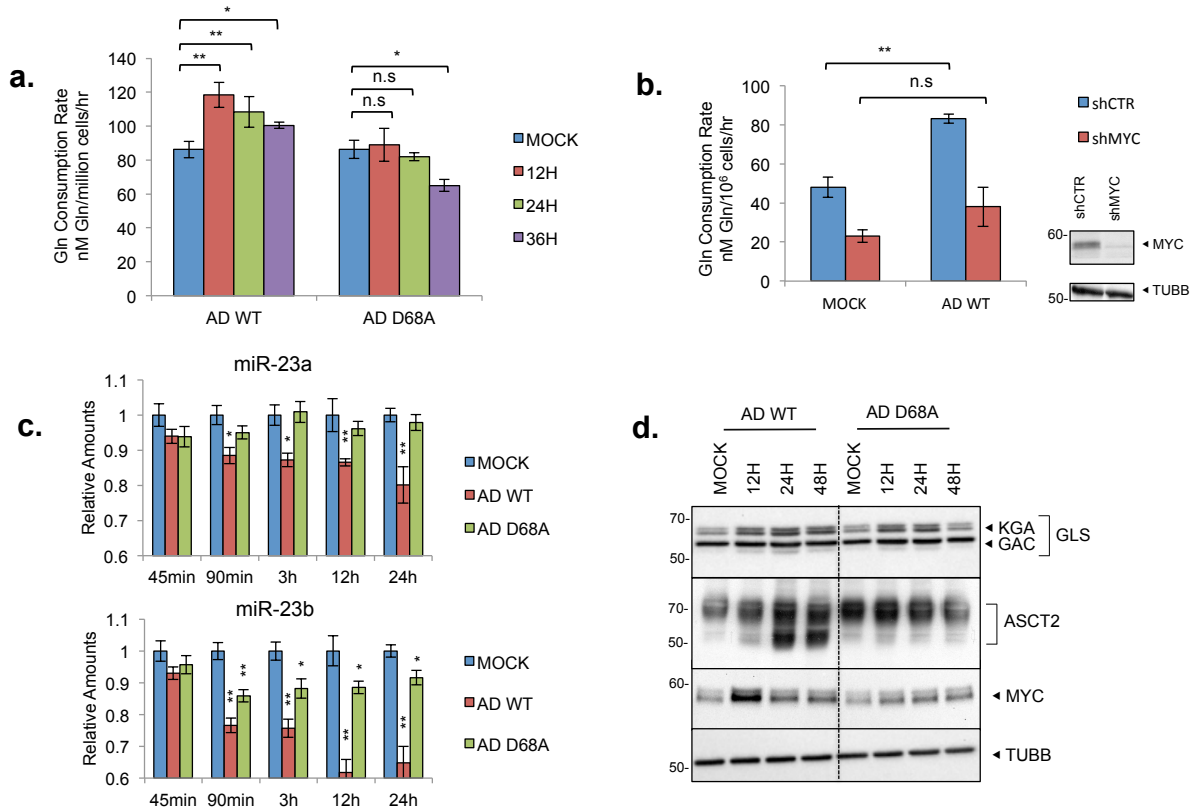 a.
Gln Consumption Rate
nM Gln/million cells/hr
140
120
100
80
60
40
20
0
*
**
**
*
n.s
n.s
AD WT
AD D68A
MOCK
12H
24H
36H
b.
Gln Consumption Rate
nM Gln/10⁶ cells/hr
100
80
60
40
20
0
**
n.s
MOCK
AD WT
shCTR
shMYC
shCTR
shMYC
60-
MYC
50-
TUBB
c.
miR-23a
Relative Amounts
1.1
1
0.9
0.8
0.7
0.6
*
*
**
**
45min
90min
3h
12h
24h
MOCK
AD WT
AD D68A
miR-23b
Relative Amounts
1.1
1
0.9
0.8
0.7
0.6
**
**
**
*
**
*
**
*
45min
90min
3h
12h
24h
MOCK
AD WT
AD D68A
d.
AD WT
AD D68A
MOCK
12H
24H
48H
MOCK
12H
24H
48H
70-
50-
KGA
GAC
GLS
70-
50-
ASCT2
60-
MYC
50-
TUBB